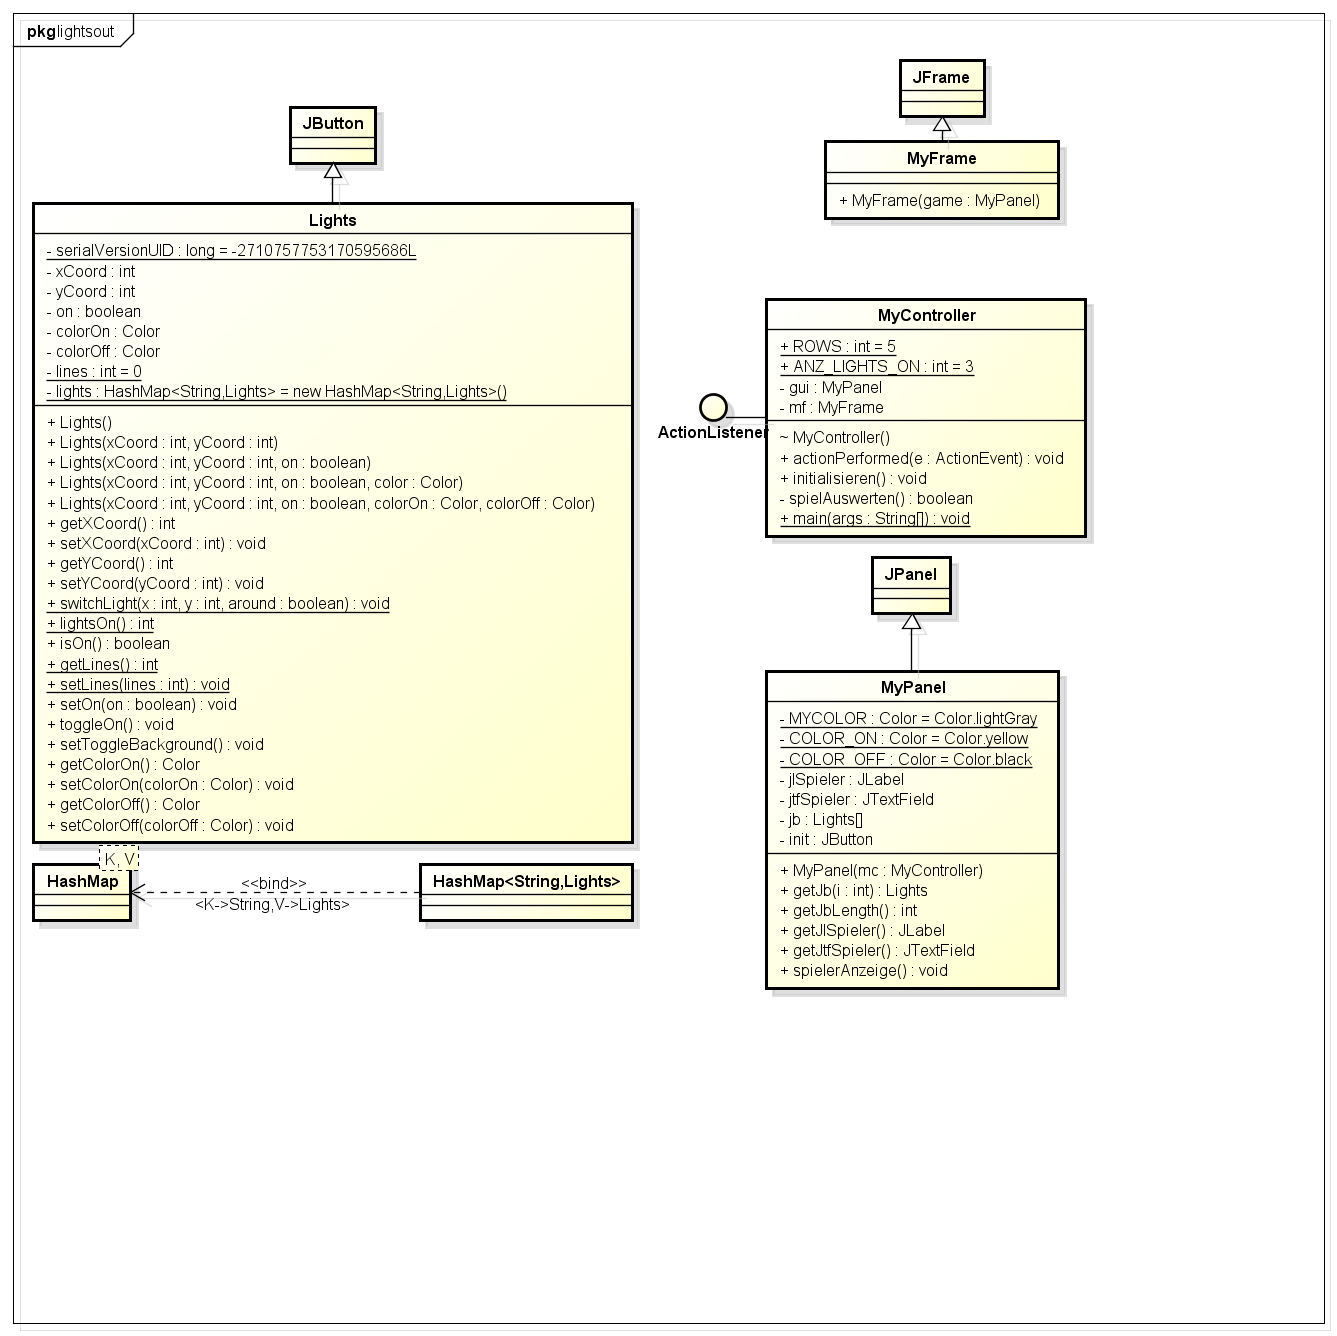 pkg lightsout
JButton
Lights
- serialVersionUID : long = -2710757753170595686L
- xCoord : int
- yCoord : int
- on : boolean
- colorOn : Color
- colorOff : Color
- lines : int = 0
- lights : HashMap<String,Lights> = new HashMap<String,Lights>()
+ Lights()
+ Lights(xCoord : int, yCoord : int)
+ Lights(xCoord : int, yCoord : int, on : boolean)
+ Lights(xCoord : int, yCoord : int, on : boolean, color : Color)
+ Lights(xCoord : int, yCoord : int, on : boolean, colorOn : Color, colorOff : Color)
+ getXCoord() : int
+ setXCoord(xCoord : int) : void
+ getYCoord() : int
+ setYCoord(yCoord : int) : void
+ switchLight(x : int, y : int, around : boolean) : void
+ lightsOn() : int
+ isOn() : boolean
+ getLines() : int
+ setLines(lines : int) : void
+ setOn(on : boolean) : void
+ toggleOn() : void
+ setToggleBackground() : void
+ getColorOn() : Color
+ setColorOn(colorOn : Color) : void
+ getColorOff() : Color
+ setColorOff(colorOff : Color) : void
K, V
HashMap
<<bind>>
<K->String,V->Lights>
HashMap<String,Lights>
JFrame
MyFrame
+ MyFrame(game : MyPanel)
ActionListener
MyController
+ ROWS : int = 5
+ ANZ_LIGHTS_ON : int = 3
- gui : MyPanel
- mf : MyFrame
~ MyController()
+ actionPerformed(e : ActionEvent) : void
+ initialisieren() : void
- spielAuswerten() : boolean
+ main(args : String[]) : void
JPanel
MyPanel
- MYCOLOR : Color = Color.lightGray
- COLOR_ON : Color = Color.yellow
- COLOR_OFF : Color = Color.black
- jlSpieler : JLabel
- jtfSpieler : JTextField
- jb : Lights[]
- init : JButton
+ MyPanel(mc : MyController)
+ getJb(i : int) : Lights
+ getJbLength() : int
+ getJlSpieler() : JLabel
+ getJtfSpieler() : JTextField
+ spielerAnzeige() : void